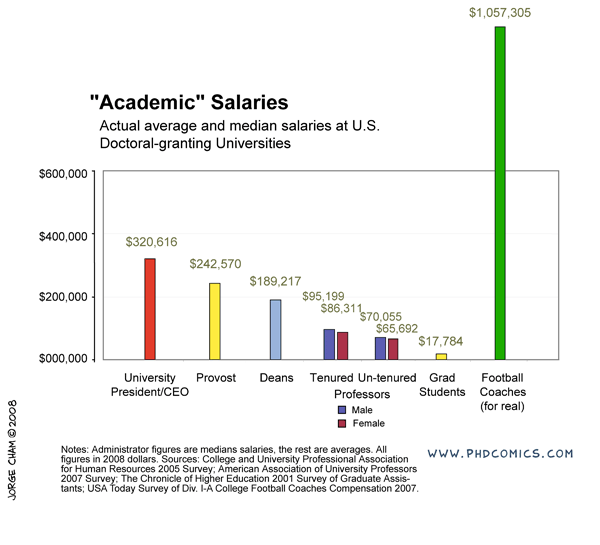 $1,057,305
"Academic" Salaries
Actual average and median salaries at U.S.
Doctoral-granting Universities
$600,000
$400,000
$200,000
$000,000
$320,616
$242,570
$189,217
$95,199
$86,311
$70,055
$65,692
$17,784
University
President/CEO
Provost
Deans
Tenured Un-tenured
Professors
Male
Female
Grad
Students
Football
Coaches
(for real)
JORGE CHAM © 2008
Notes: Administrator figures are medians salaries, the rest are averages. All
figures in 2008 dollars. Sources: College and University Professional Association
for Human Resources 2005 Survey; American Association of University Professors
2007 Survey; The Chronicle of Higher Education 2001 Survey of Graduate Assis-
tants; USA Today Survey of Div. I-A College Football Coaches Compensation 2007.
WWW.PHDCOMICS.COM